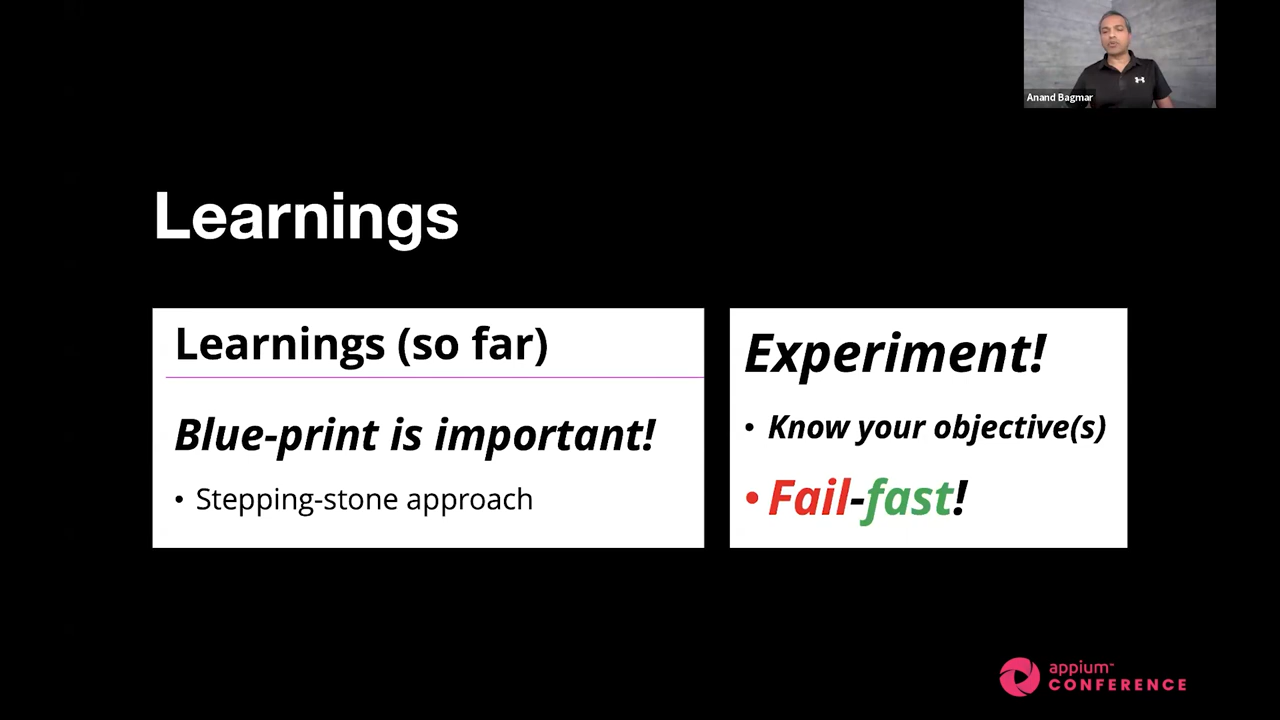 Anand Bagmar
Learnings
Learnings (so far)
Blue-print is important!
• Stepping-stone approach
Experiment!
• Know your objective(s)
• Fail-fast!
appium™
CONFERENCE